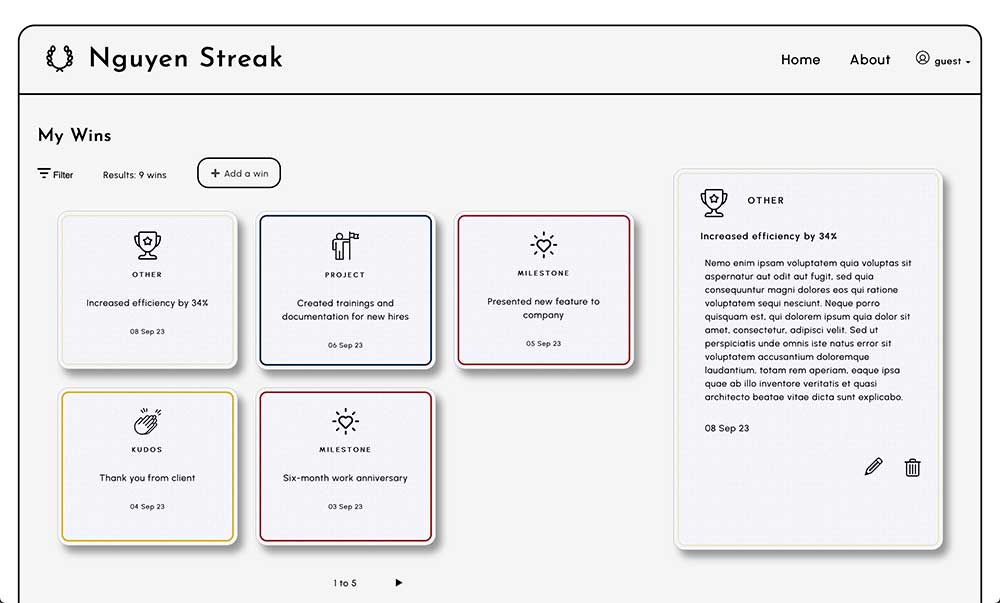 Nguyen Streak
Home
About
guest
My Wins
Filter
Results: 9 wins
Add a win
OTHER
Increased efficiency by 34%
08 Sep 23
PROJECT
Created trainings and
documentation for new hires
06 Sep 23
MILESTONE
Presented new feature to
company
05 Sep 23
KUDOS
Thank you from client
04 Sep 23
MILESTONE
Six-month work anniversary
03 Sep 23
1 to 5
OTHER
Increased efficiency by 34%
Nemo enim ipsam voluptatem quia voluptas sit
aspernatur aut odit aut fugit, sed quia
consequuntur magni dolores eos qui ratione
voluptatem sequi nesciunt. Neque porro
quisquam est, qui dolorem ipsum quia dolor sit
amet, consectetur, adipisci velit. Sed ut
perspiciatis unde omnis iste natus error sit
voluptatem accusantium doloremque
laudantium, totam rem aperiam, eaque ipsa
quae ab illo inventore veritatis et quasi
architecto beatae vitae dicta sunt explicabo.
08 Sep 23